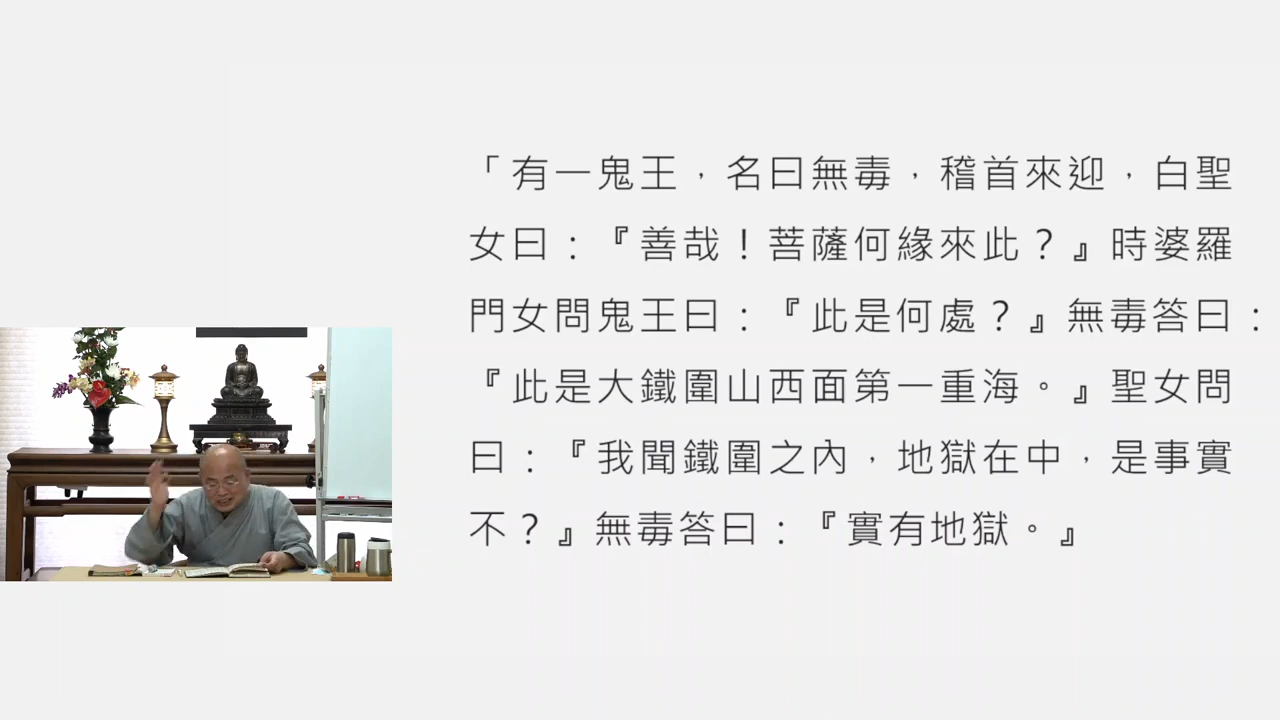 「有一鬼王，名曰無毒，稽首來迎，白聖
女曰：『善哉！菩薩何緣來此？』時婆羅
門女問鬼王曰：『此是何處？』無毒答曰：
『此是大鐵圍山西面第一重海。』聖女問
曰：『我聞鐵圍之內，地獄在中，是事實
不？』無毒答曰：『實有地獄。』